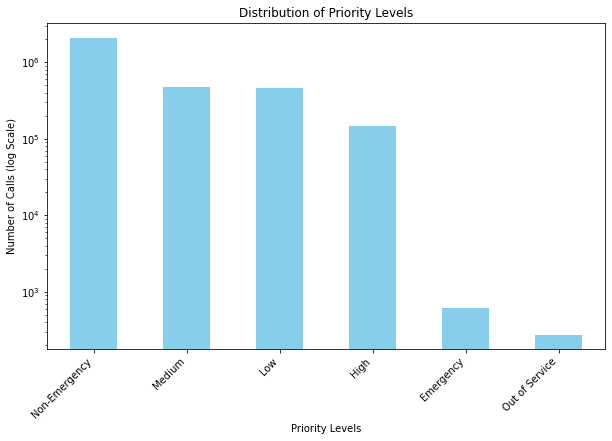 Distribution of Priority Levels
Number of Calls (log Scale)
10⁶
10⁵
10⁴
10³
Non-Emergency
Medium
Low
High
Emergency
Out of Service
Priority Levels